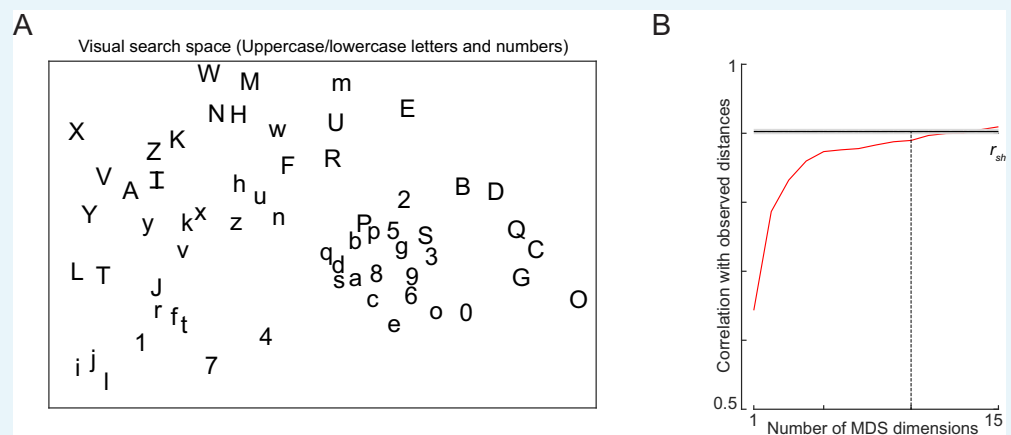 A
B
Visual search space (Uppercase/lowercase letters and numbers)
W
M
m
E
N H
U
w
X
K
Z
R
F
V
I
A
h
B
D
u
2
Y
x
k
y
z
n
P
p
5
S
Q
b
g
v
q
3
C
d
L T
s a 8 9
G
J
c
6
O
r
f
t
e
o 0
4
1
j
7
i
l
1
r sh
Correlation with observed distances
0.5
1
15
Number of MDS dimensions